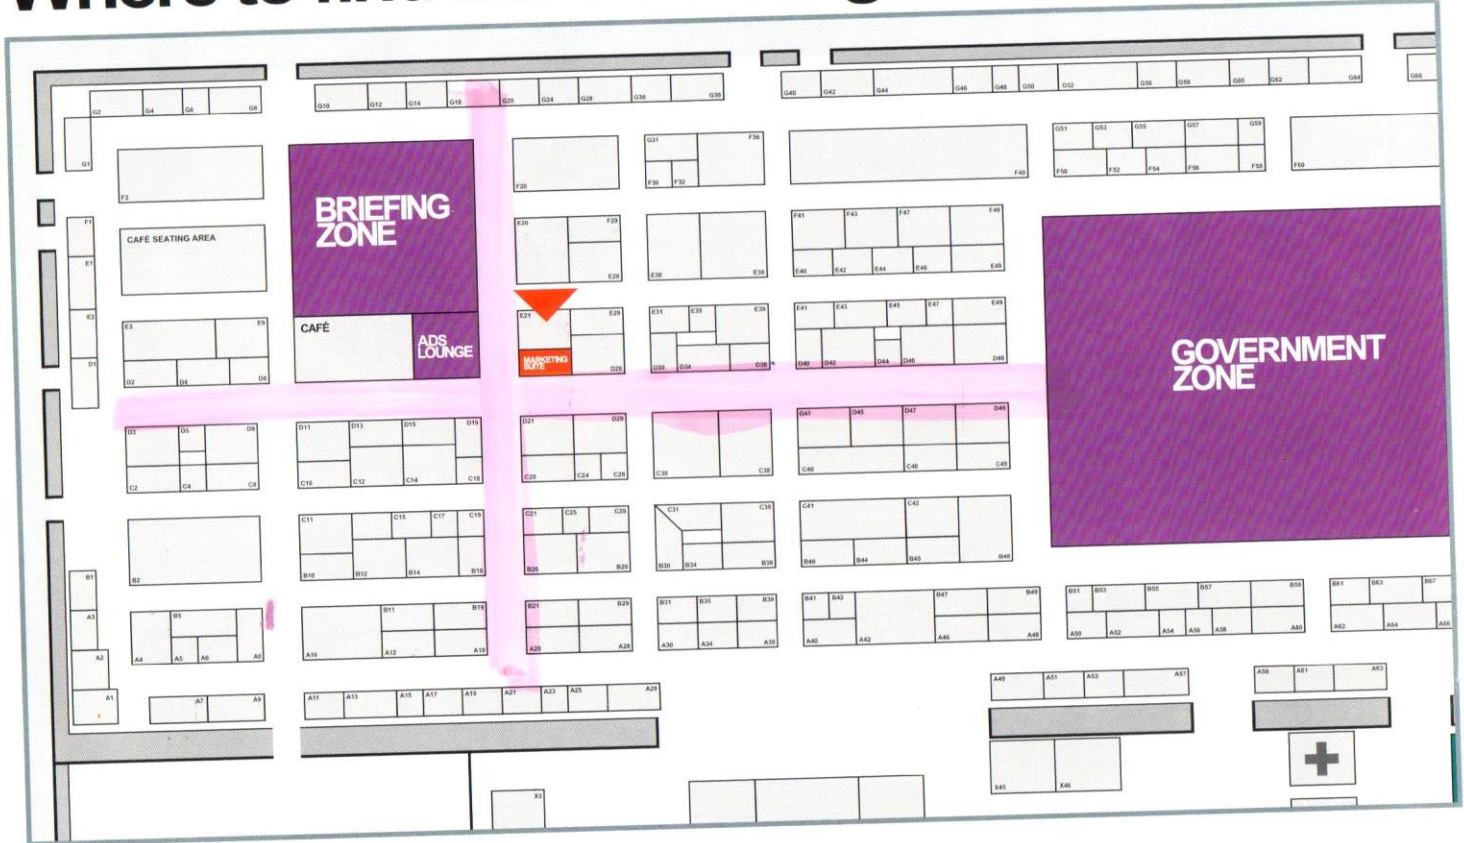 G2 G4 G6 G8
G10 G12 G14 G18 G20 G24 G28 G36 G38
G40 G42 G44 G46 G48 G50 G52 G56 G58 G60 G62 G64 G66
G1
F2
BRIEFING
ZONE
F20
G31 F36
F30 F32
F40
G51 G53 G55 G57 G59
F50 F52 F54 F56 F58
F60
F1
E1
E2
D1
CAFÉ SEATING AREA
E20 F29
E28
E30 E38
F41 F43 F47 F49
E40 E42 E44 E46 E48
GOVERNMENT
ZONE
E3 E9
D2 D4 D8
CAFÉ
ADS
LOUNGE
E21 E29
MARKETING
SUITE
D28
E31 E35 E39
D30 D34 D38
E41 E43 E45 E47 E49
D40 D42 D44 D46 D48
D3 D5 D9
C2 C4 C8
D11 D13 D15 D19
C10 C12 C14 C18
D21 D29
C20 C24 C28
C30 C38
D41 D45 D47 D49
C40 C46 C48
B2
C11 C15 C17 C19
B10 B12 B14 B18
C21 C25 C29
B20 B28
C31 C39
B30 B34 B38
C41 C42
B40 B44 B45 B48
B1
A3
A2
A1
B5
A4 A5 A6 A8
B11 B19
A10 A12 A18
B21 B29
A20 A28
B31 B35 B39
A30 A34 A38
B41 B42 B47 B49
A40 A42 A46 A48
B51 B53 B55 B57 B59
A50 A52 A54 A56 A58 A60
B61 B63 B67
A62 A64 A66
A7 A9
A11 A13 A15 A17 A19 A21 A23 A25 A29
A49 A51 A53 A57
A59 A61 A63
X3
X45 X46